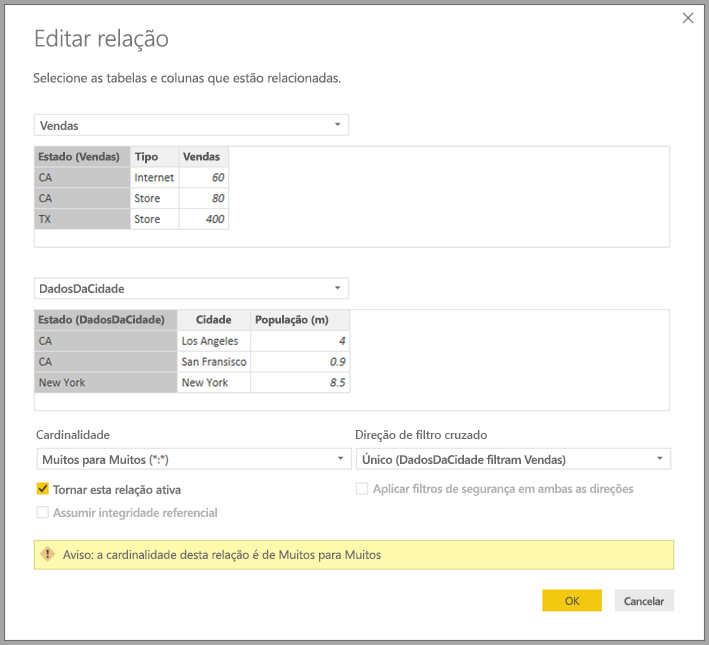 Editar relação
Selecione as tabelas e colunas que estão relacionadas.
Vendas
Estado (Vendas) Tipo Vendas
CA Internet 60
CA Store 80
TX Store 400
DadosDaCidade
Estado (DadosDaCidade) Cidade População (m)
CA Los Angeles 4
CA San Fransisco 0.9
New York New York 8.5
Cardinalidade Direção de filtro cruzado
Muitos para Muitos (*:*) Único (DadosDaCidade filtram Vendas)
Tornar esta relação ativa Aplicar filtros de segurança em ambas as direções
Assumir integridade referencial
Aviso: a cardinalidade desta relação é de Muitos para Muitos
OK Cancelar